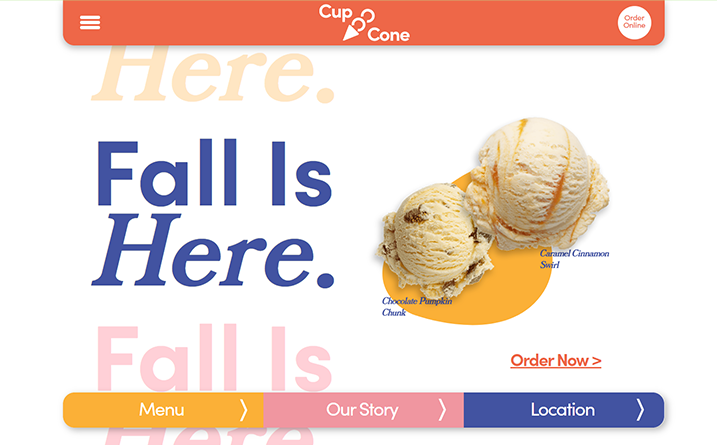 Cup
Cone
Order
Online
Here.
Fall Is
Here.
Caramel Cinnamon
Swirl
Chocolate Pumpkin
Chunk
Fall Is
Order Now >
Menu
Our Story
Location
Here.